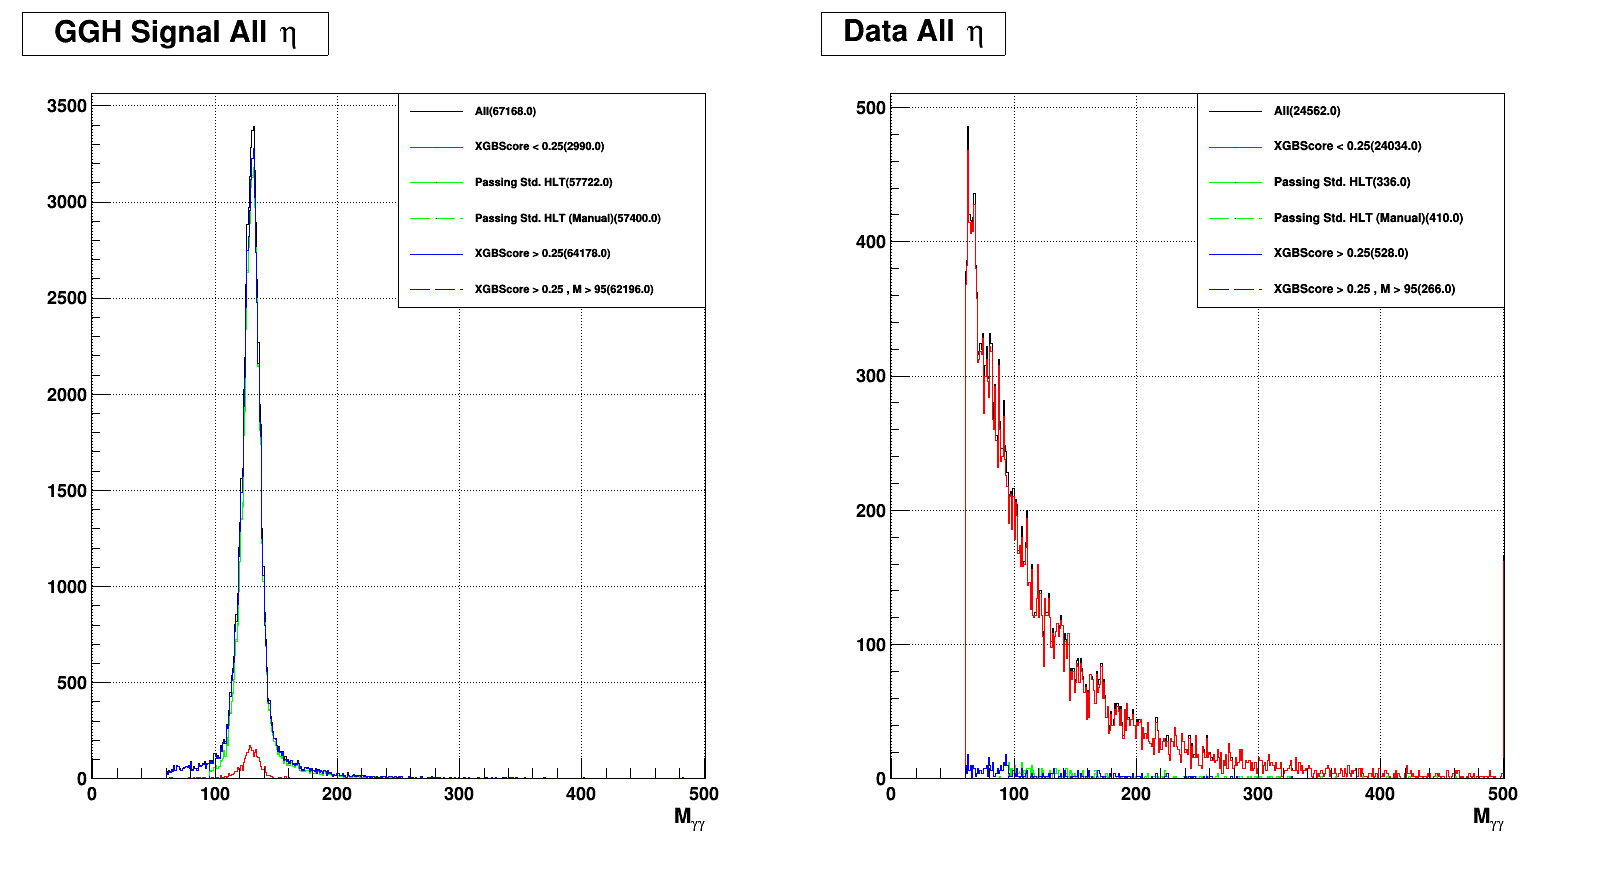 GGH Signal All η
3500
3000
2500
2000
1500
1000
500
0
0 100 200 300 400 500
Mγγ
All(67168.0)
XGBScore < 0.25(2990.0)
Passing Std. HLT(57722.0)
Passing Std. HLT (Manual)(57400.0)
XGBScore > 0.25(64178.0)
XGBScore > 0.25 , M > 95(62196.0)
Data All η
500
400
300
200
100
0
0 100 200 300 400 500
Mγγ
All(24562.0)
XGBScore < 0.25(24034.0)
Passing Std. HLT(336.0)
Passing Std. HLT (Manual)(410.0)
XGBScore > 0.25(528.0)
XGBScore > 0.25 , M > 95(266.0)